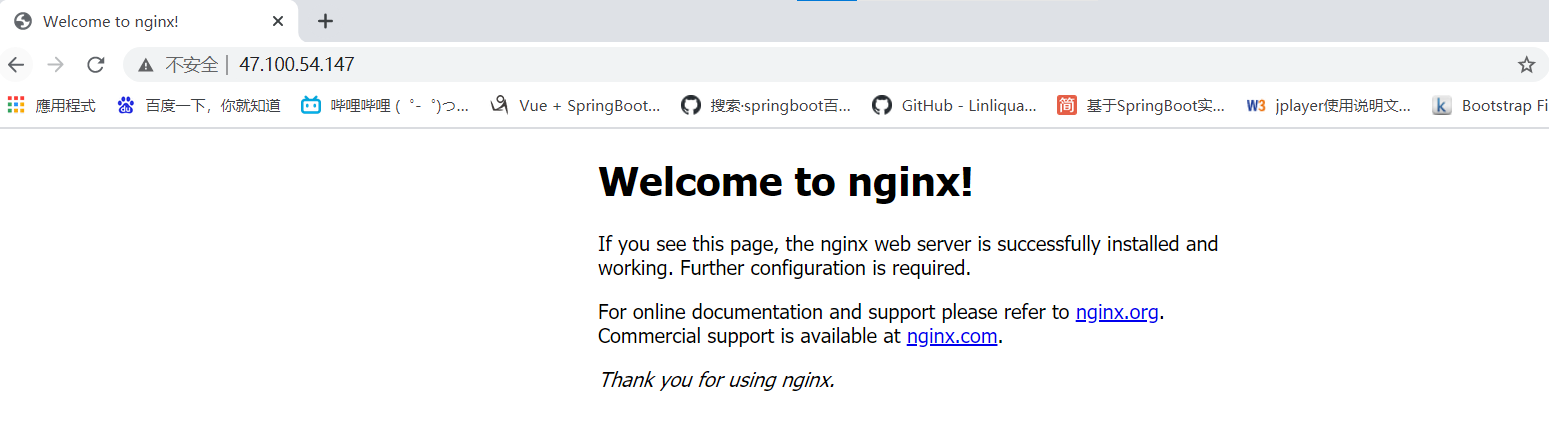 Welcome to nginx!
不安全 | 47.100.54.147
應用程式 百度一下，你就知道 哔哩哔哩 ( ゜- ゜)つ... Vue + SpringBoot... 搜索·springboot百... GitHub - Linliqua... 简 基于SpringBoot实... W3 jplayer使用说明文... k Bootstrap Fi
Welcome to nginx!
If you see this page, the nginx web server is successfully installed and
working. Further configuration is required.
For online documentation and support please refer to nginx.org.
Commercial support is available at nginx.com.
Thank you for using nginx.